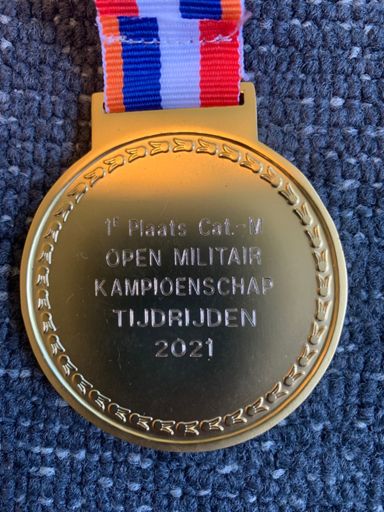 1e Plaats Cat.-M
OPEN MILITAIR
KAMPIOENSCHAP
TIJDRIJDEN
2021